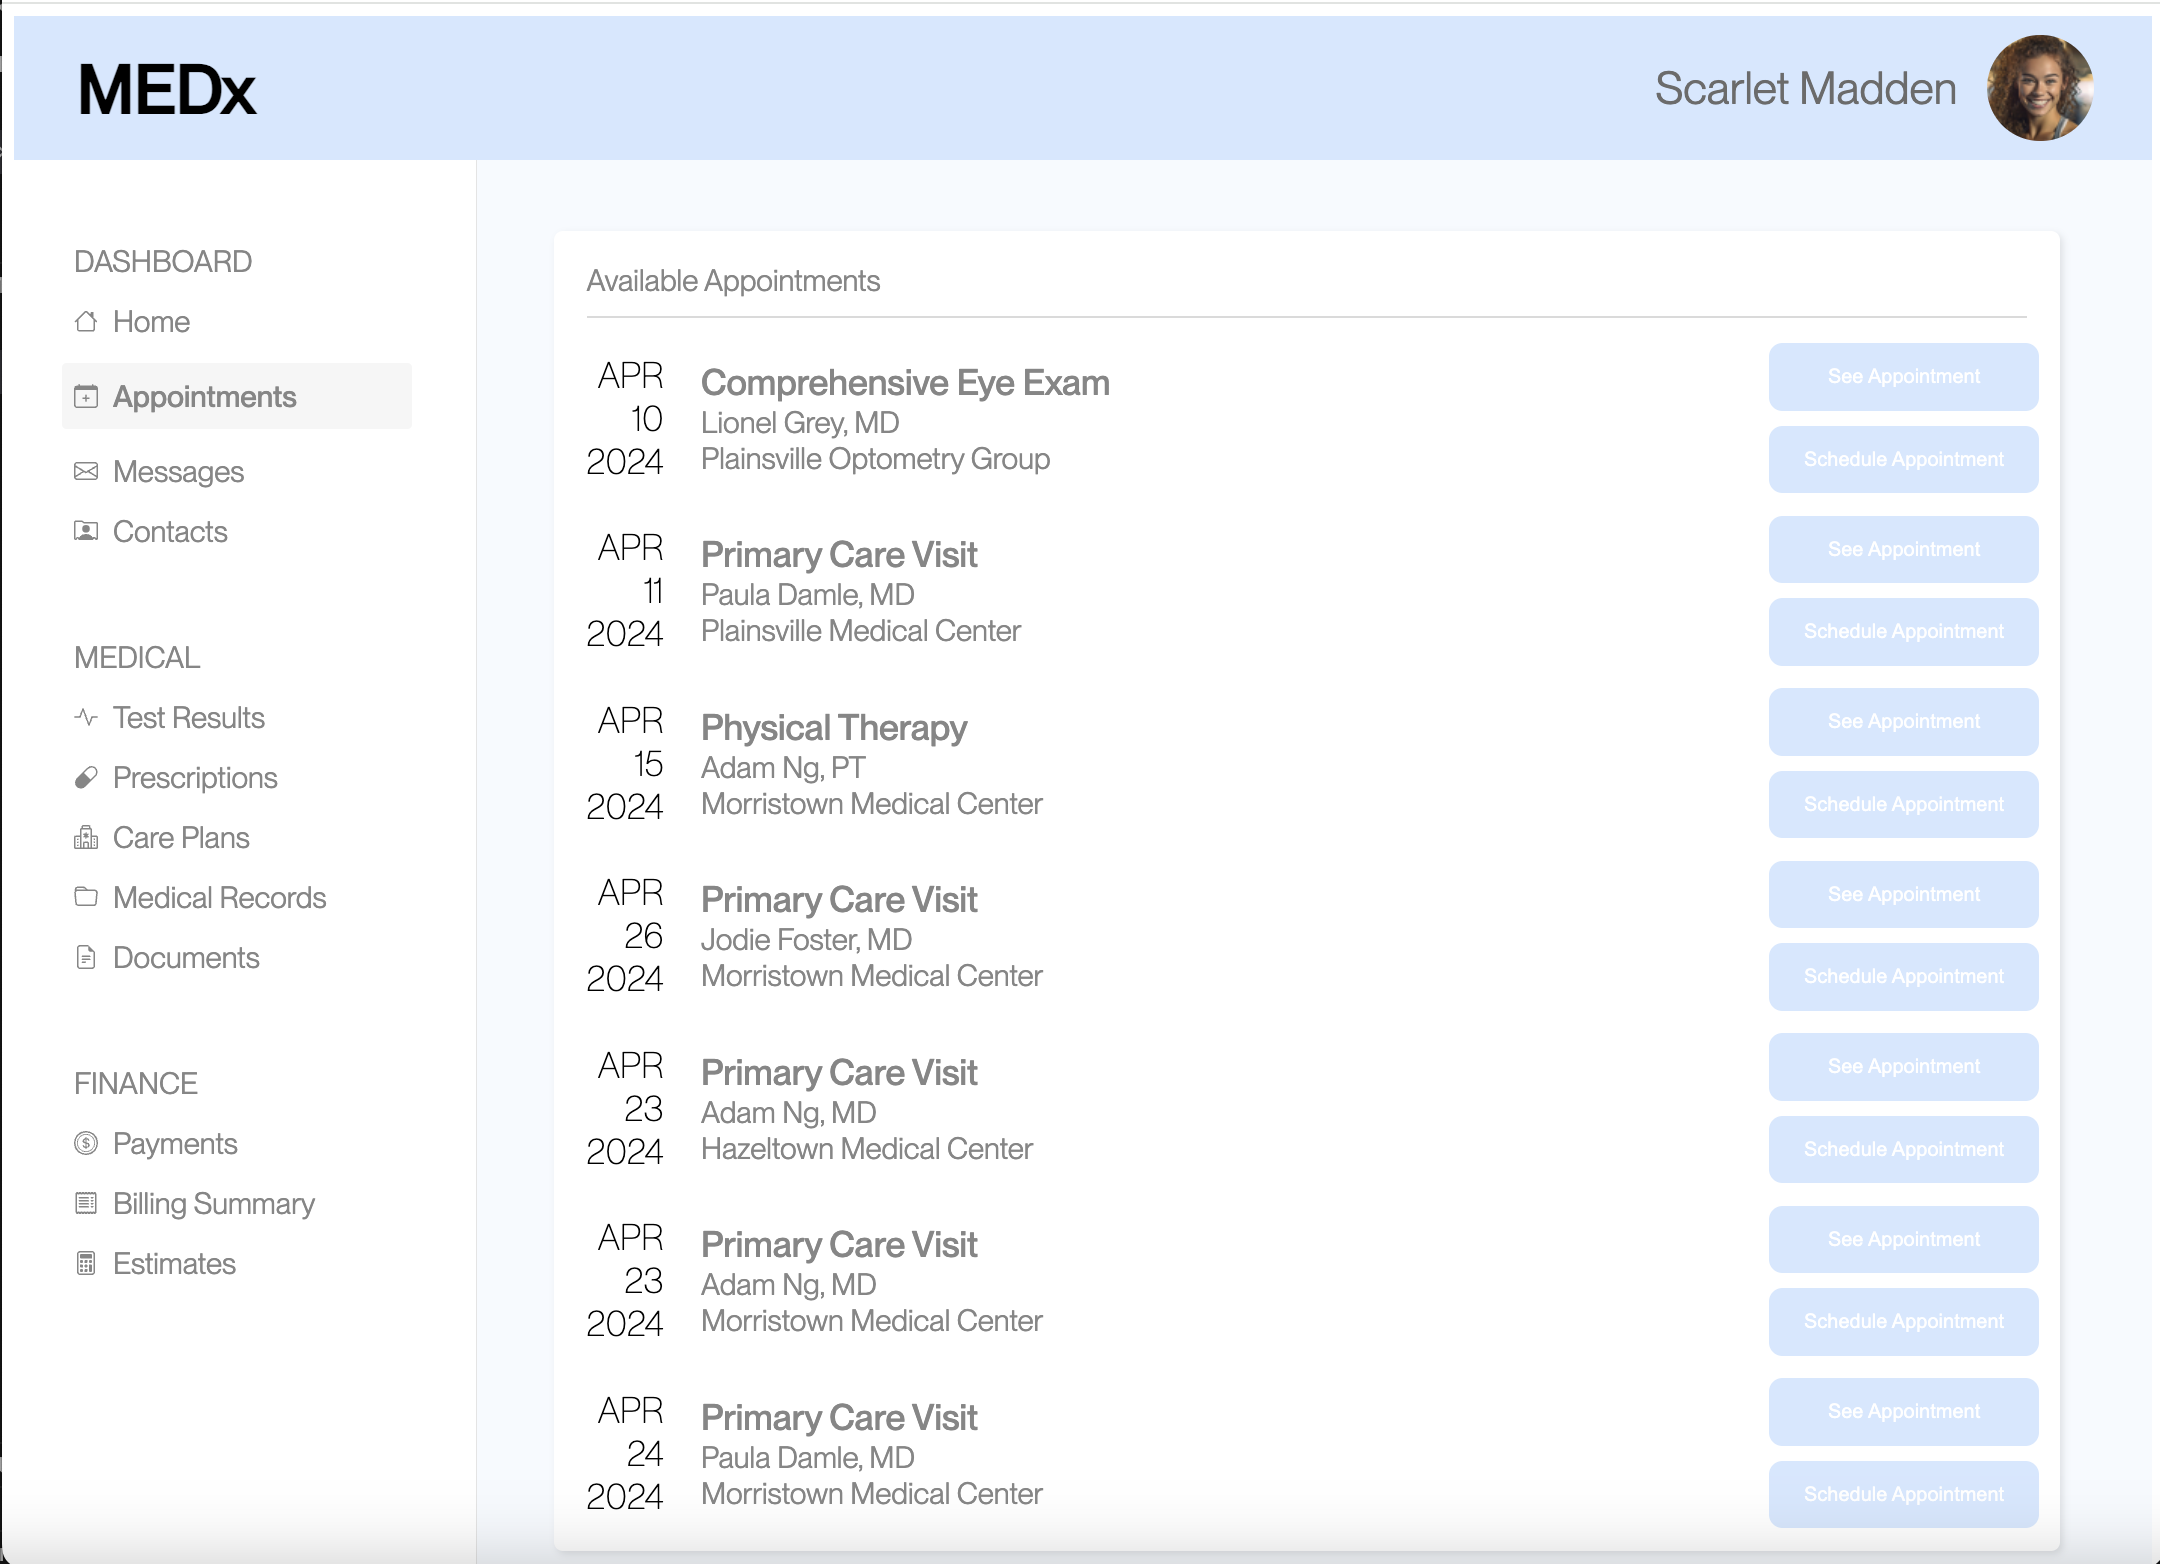 MEDx
Scarlet Madden
DASHBOARD
Home
Appointments
Messages
Contacts
MEDICAL
Test Results
Prescriptions
Care Plans
Medical Records
Documents
FINANCE
Payments
Billing Summary
Estimates
Available Appointments
APR
10
2024
Comprehensive Eye Exam
Lionel Grey, MD
Plainsville Optometry Group
See Appointment
Schedule Appointment
APR
11
2024
Primary Care Visit
Paula Damle, MD
Plainsville Medical Center
See Appointment
Schedule Appointment
APR
15
2024
Physical Therapy
Adam Ng, PT
Morristown Medical Center
See Appointment
Schedule Appointment
APR
26
2024
Primary Care Visit
Jodie Foster, MD
Morristown Medical Center
See Appointment
Schedule Appointment
APR
23
2024
Primary Care Visit
Adam Ng, MD
Hazeltown Medical Center
See Appointment
Schedule Appointment
APR
23
2024
Primary Care Visit
Adam Ng, MD
Morristown Medical Center
See Appointment
Schedule Appointment
APR
24
2024
Primary Care Visit
Paula Damle, MD
Morristown Medical Center
See Appointment
Schedule Appointment